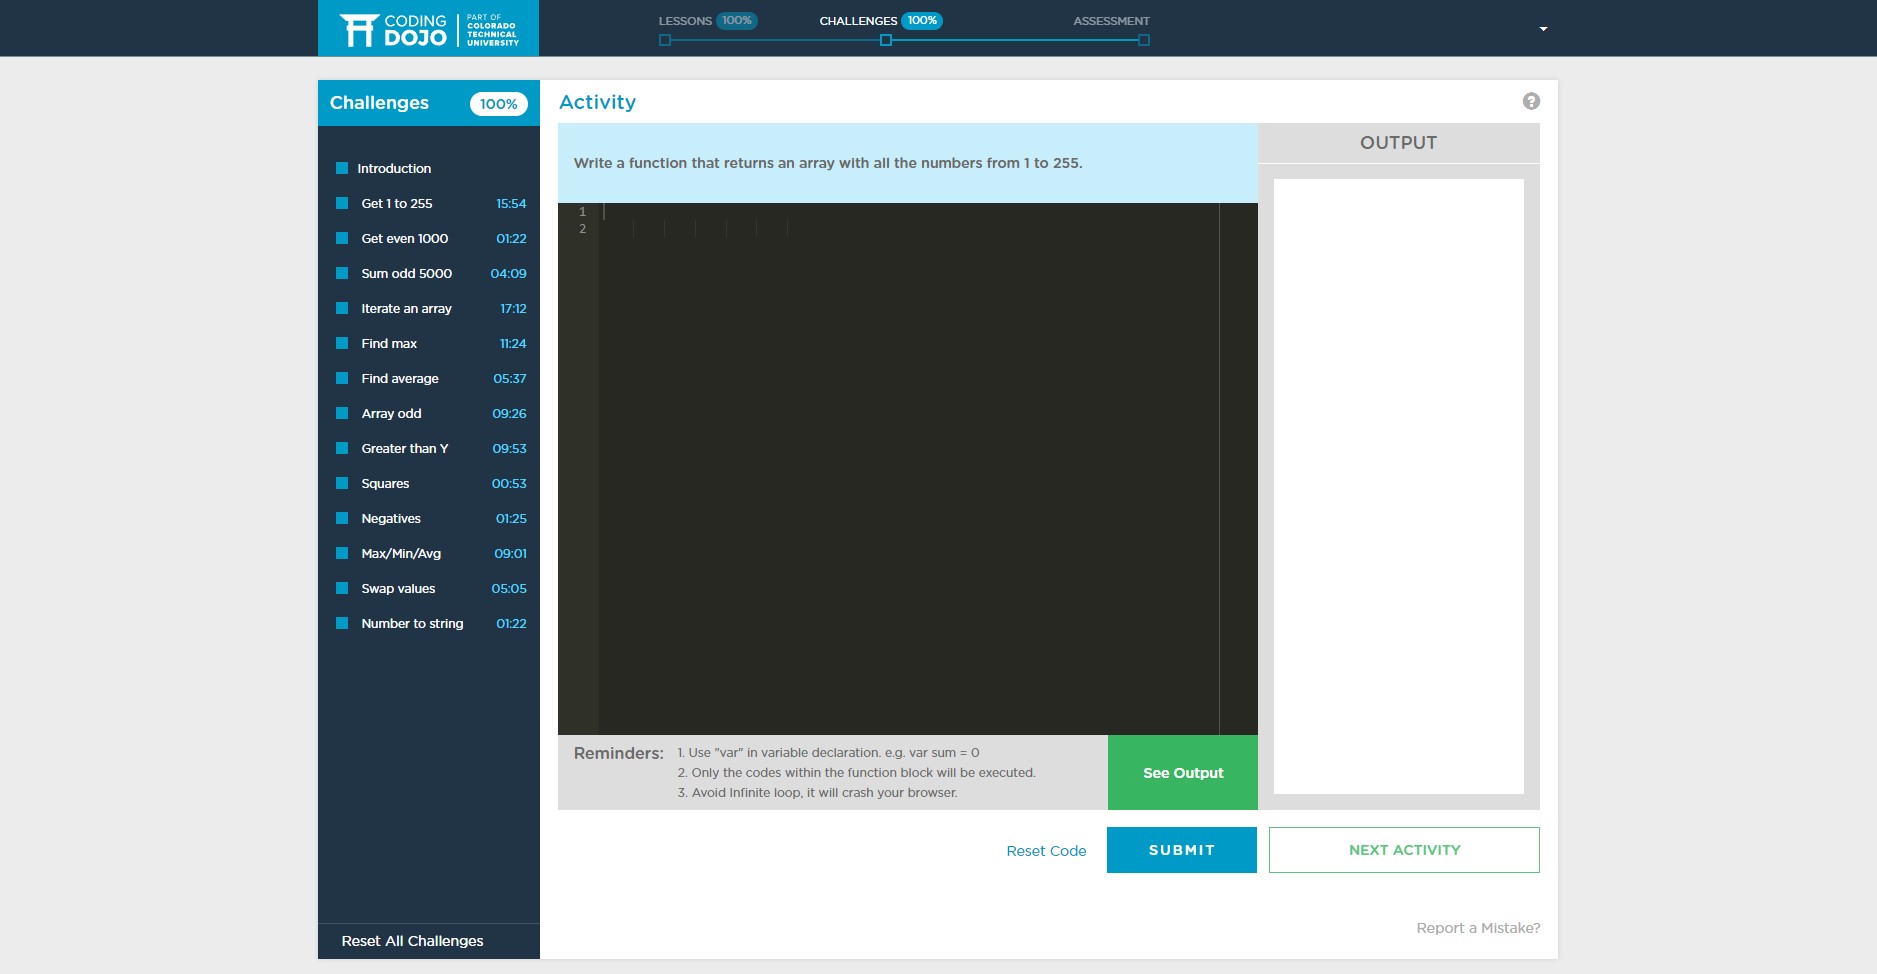 CODING
DOJO
PART OF
COLORADO
TECHNICAL
UNIVERSITY
LESSONS 100%
CHALLENGES 100%
ASSESSMENT
Challenges 100%
Introduction
Get 1 to 255 15:54
Get even 1000 01:22
Sum odd 5000 04:09
Iterate an array 17:12
Find max 11:24
Find average 05:37
Array odd 09:26
Greater than Y 09:53
Squares 00:53
Negatives 01:25
Max/Min/Avg 09:01
Swap values 05:05
Number to string 01:22
Reset All Challenges
Activity
?
Write a function that returns an array with all the numbers from 1 to 255.
1
2
OUTPUT
Reminders:
1. Use "var" in variable declaration. e.g. var sum = 0
2. Only the codes within the function block will be executed.
3. Avoid Infinite loop, it will crash your browser.
See Output
Reset Code
SUBMIT
NEXT ACTIVITY
Report a Mistake?